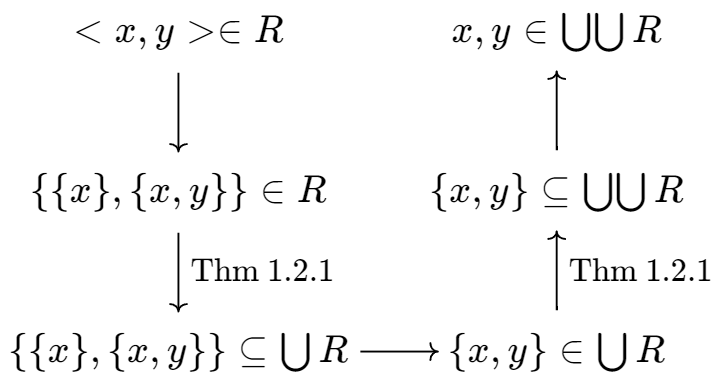 < x, y >∈ R
x, y ∈ ⋃⋃ R
{{x}, {x, y}} ∈ R
{x, y} ⊆ ⋃⋃ R
Thm 1.2.1
Thm 1.2.1
{{x}, {x, y}} ⊆ ⋃ R ⟶ {x, y} ∈ ⋃ R